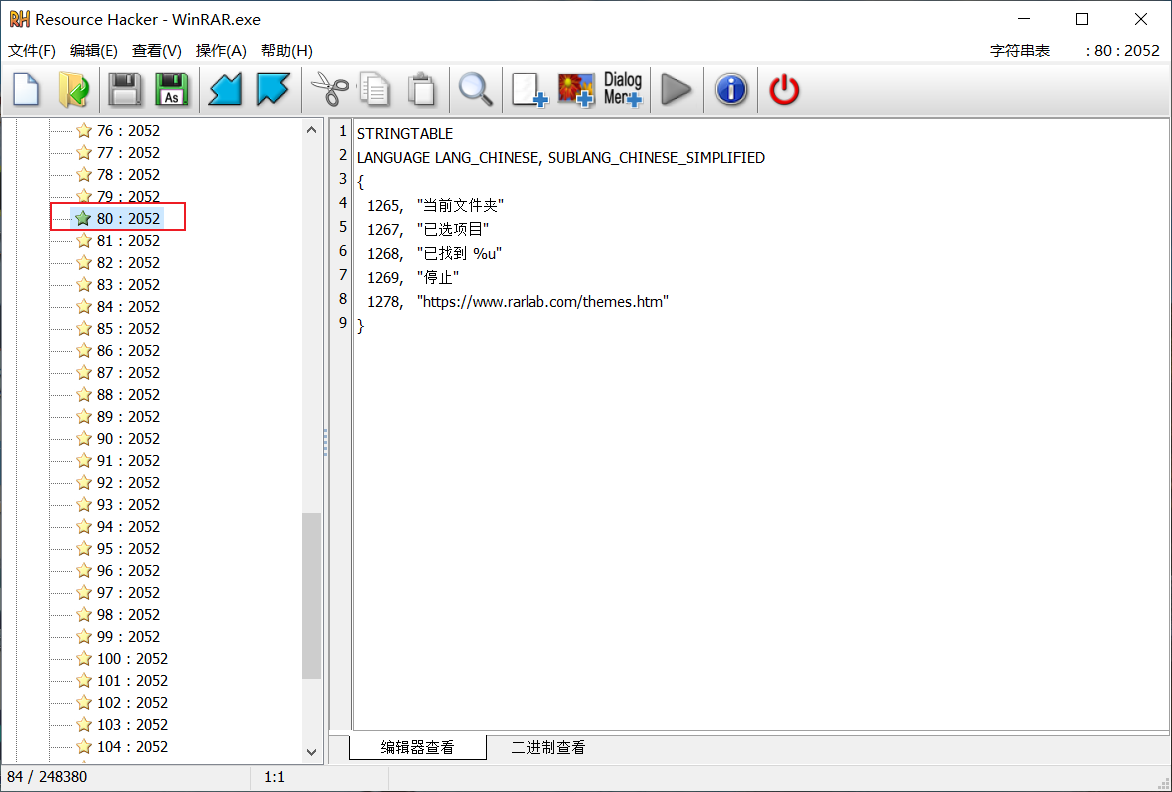 Resource Hacker - WinRAR.exe
文件(F) 编辑(E) 查看(V) 操作(A) 帮助(H) 字符串表 : 80 : 2052
As
Dialog
Men
76 : 2052
77 : 2052
78 : 2052
79 : 2052
80 : 2052
81 : 2052
82 : 2052
83 : 2052
84 : 2052
85 : 2052
86 : 2052
87 : 2052
88 : 2052
89 : 2052
90 : 2052
91 : 2052
92 : 2052
93 : 2052
94 : 2052
95 : 2052
96 : 2052
97 : 2052
98 : 2052
99 : 2052
100 : 2052
101 : 2052
102 : 2052
103 : 2052
104 : 2052
1 STRINGTABLE
2 LANGUAGE LANG_CHINESE, SUBLANG_CHINESE_SIMPLIFIED
3 {
4 1265, "当前文件夹"
5 1267, "已选项目"
6 1268, "已找到 %u"
7 1269, "停止"
8 1278, "https://www.rarlab.com/themes.htm"
9 }
编辑器查看 二进制查看
84 / 248380 1:1